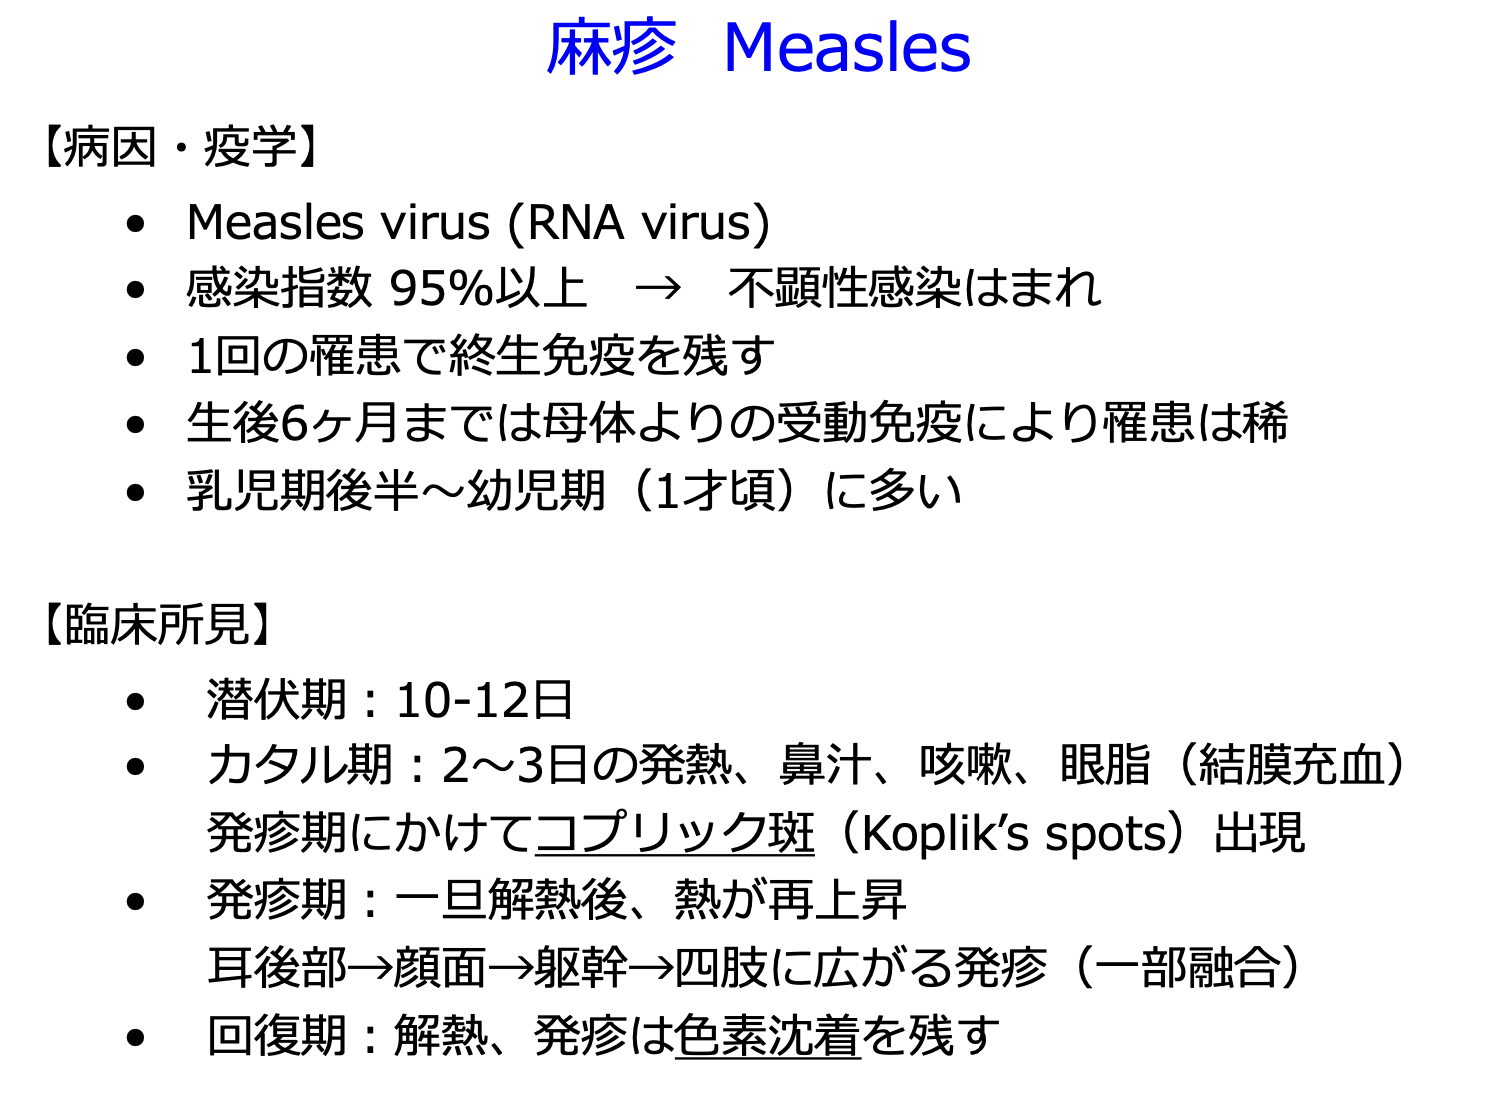 麻疹　Measles
【病因・疫学】
• Measles virus (RNA virus)
• 感染指数 95%以上　→　不顕性感染はまれ
• 1回の罹患で終生免疫を残す
• 生後6ヶ月までは母体よりの受動免疫により罹患は稀
• 乳児期後半～幼児期（1才頃）に多い
【臨床所見】
• 潜伏期：10-12日
• カタル期：2～3日の発熱、鼻汁、咳嗽、眼脂（結膜充血）
発疹期にかけてコプリック斑（Koplik’s spots）出現
• 発疹期：一旦解熱後、熱が再上昇
耳後部→顔面→躯幹→四肢に広がる発疹（一部融合）
• 回復期：解熱、発疹は色素沈着を残す